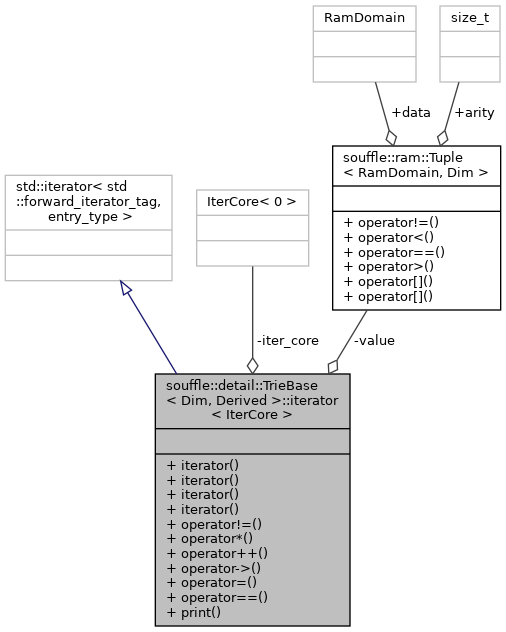 RamDomain
size_t
+data
+arity
souffle::ram::Tuple
< RamDomain, Dim >
+ operator!=()
+ operator<()
+ operator==()
+ operator>()
+ operator[]()
+ operator[]()
std::iterator< std
::forward_iterator_tag,
entry_type >
IterCore< 0 >
-iter_core
-value
souffle::detail::TrieBase
< Dim, Derived >::iterator
< IterCore >
+ iterator()
+ iterator()
+ iterator()
+ iterator()
+ operator!=()
+ operator*()
+ operator++()
+ operator->()
+ operator=()
+ operator==()
+ print()